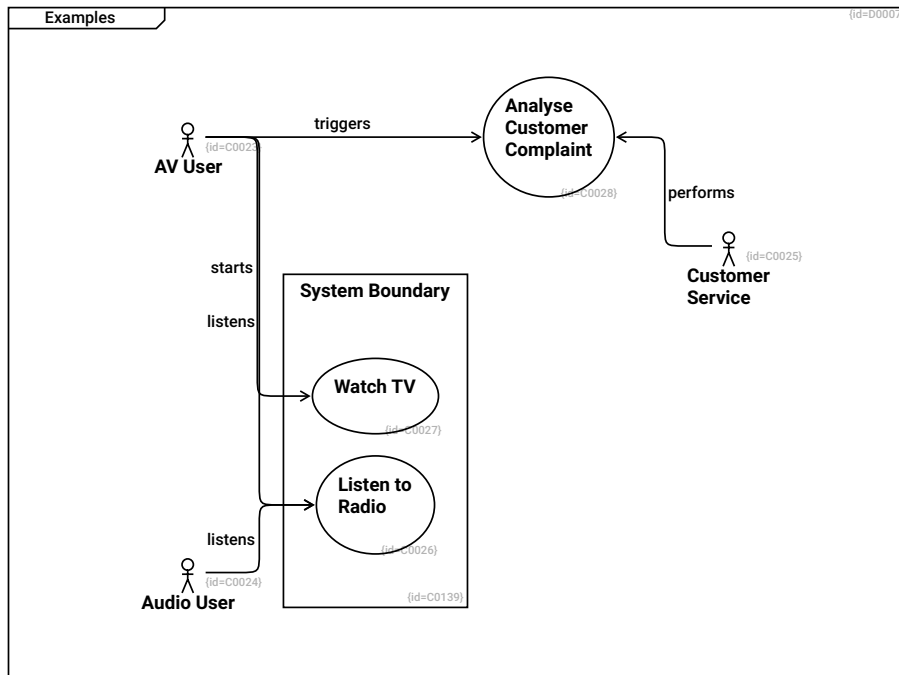 Examples
{id=D0007
triggers
Analyse
Customer
Complaint
{id=C0023}
AV User
{id=C0028}
performs
{id=C0025}
Customer
Service
starts
System Boundary
listens
Watch TV
{id=C0027}
Listen to
Radio
listens
{id=C0026}
{id=C0024}
Audio User
{id=C0139}